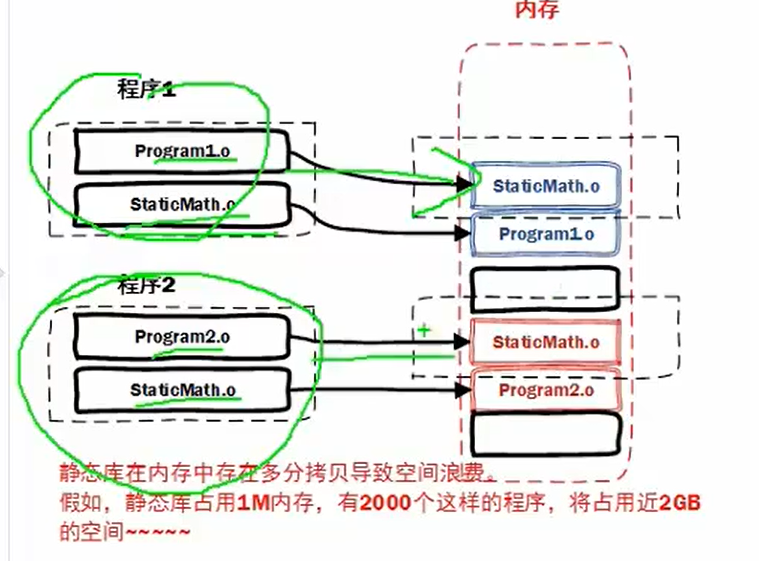 内存
程序1
Program1.o
StaticMath.o
StaticMath.o
Program1.o
程序2
Program2.o
StaticMath.o
StaticMath.o
Program2.o
静态库在内存中存在多分拷贝导致空间浪费。
假如，静态库占用1M内存，有2000个这样的程序，将占用近2GB
的空间~~~~~